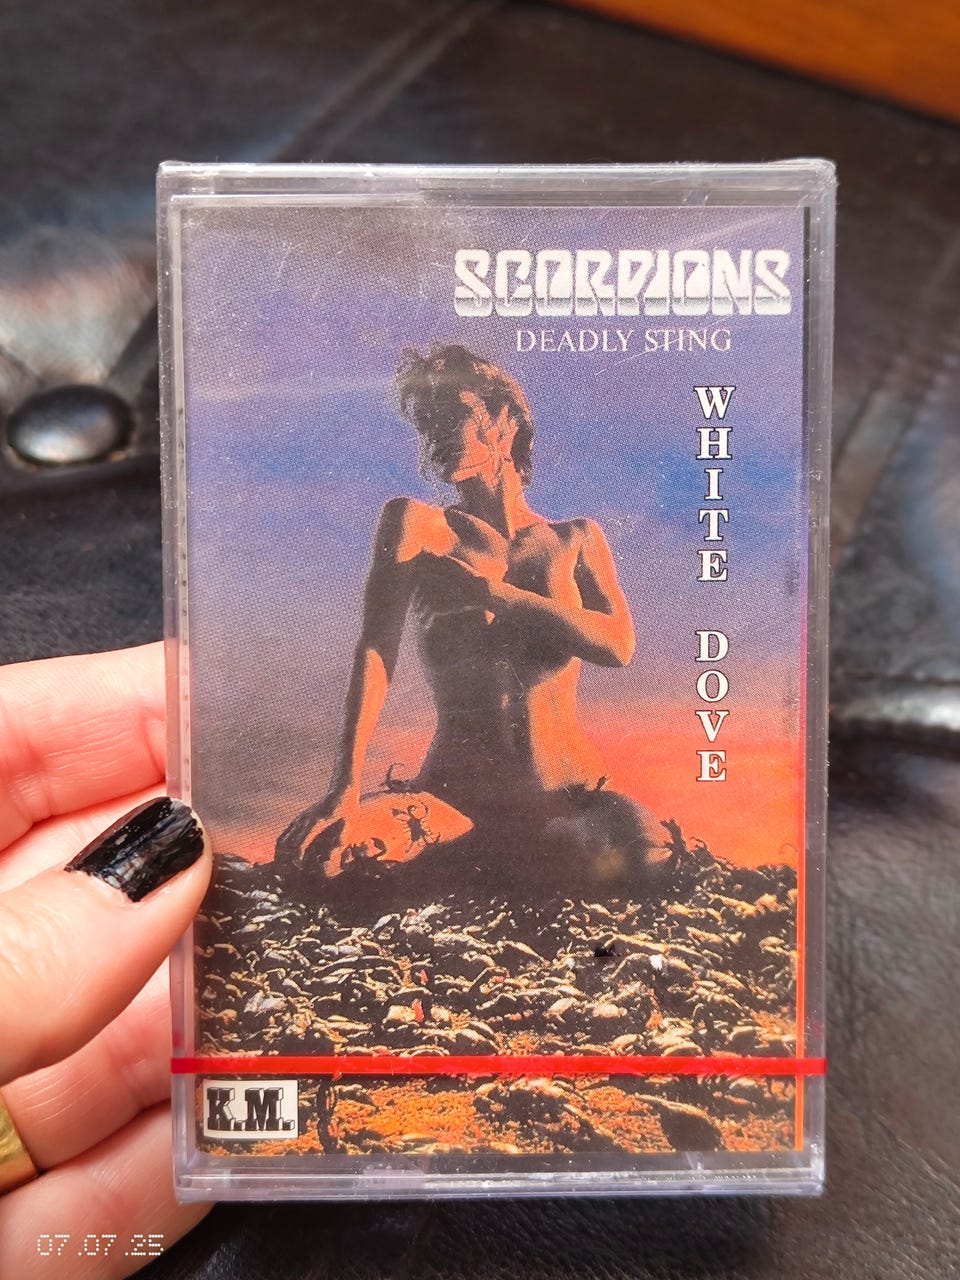 SCORPIONS
DEADLY STING
WHITE DOVE
K.M.
07.07.25